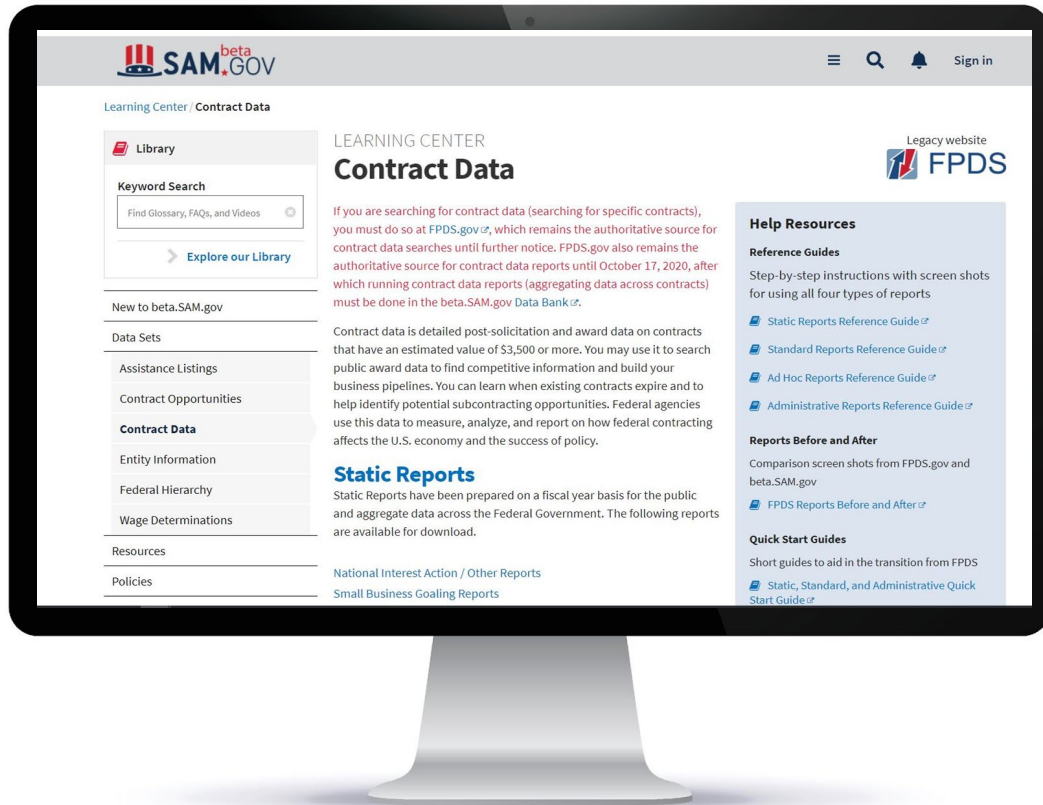 SAM.GOV beta
Sign in
Learning Center / Contract Data
Library
Keyword Search
Find Glossary, FAQs, and Videos
Explore our Library
New to beta.SAM.gov
Data Sets
Assistance Listings
Contract Opportunities
Contract Data
Entity Information
Federal Hierarchy
Wage Determinations
Resources
Policies
LEARNING CENTER
Contract Data
If you are searching for contract data (searching for specific contracts),
you must do so at FPDS.gov, which remains the authoritative source for
contract data searches until further notice. FPDS.gov also remains the
authoritative source for contract data reports until October 17, 2020, after
which running contract data reports (aggregating data across contracts)
must be done in the beta.SAM.gov Data Bank.
Contract data is detailed post-solicitation and award data on contracts
that have an estimated value of $3,500 or more. You may use it to search
public award data to find competitive information and build your
business pipelines. You can learn when existing contracts expire and to
help identify potential subcontracting opportunities. Federal agencies
use this data to measure, analyze, and report on how federal contracting
affects the U.S. economy and the success of policy.
Static Reports
Static Reports have been prepared on a fiscal year basis for the public
and aggregate data across the Federal Government. The following reports
are available for download.
National Interest Action / Other Reports
Small Business Goaling Reports
Legacy website
FPDS
Help Resources
Reference Guides
Step-by-step instructions with screen shots
for using all four types of reports
Static Reports Reference Guide
Standard Reports Reference Guide
Ad Hoc Reports Reference Guide
Administrative Reports Reference Guide
Reports Before and After
Comparison screen shots from FPDS.gov and
beta.SAM.gov
FPDS Reports Before and After
Quick Start Guides
Short guides to aid in the transition from FPDS
Static, Standard, and Administrative Quick
Start Guide